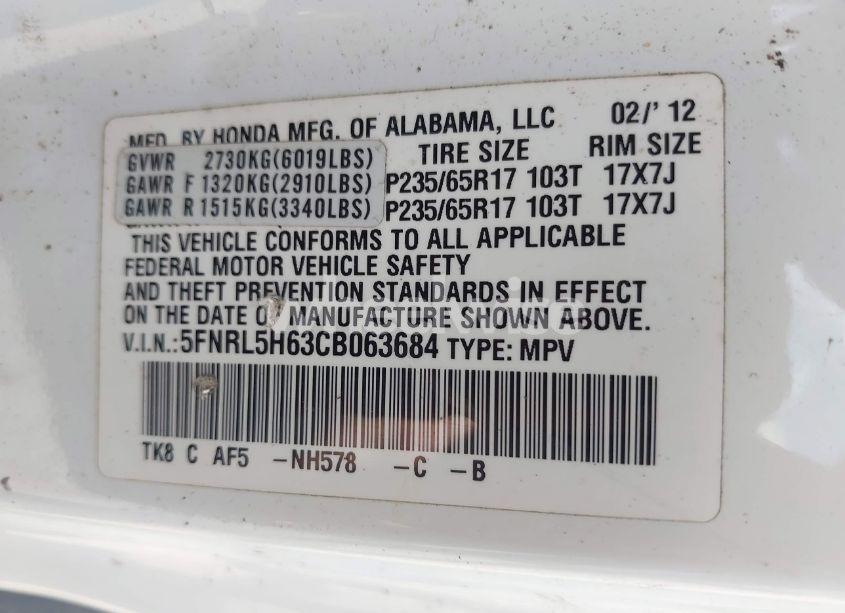 MFD. BY HONDA MFG. OF ALABAMA, LLC 02/' 12
GVWR 2730KG(6019LBS) TIRE SIZE RIM SIZE
GAWR F 1320KG(2910LBS) P235/65R17 103T 17X7J
GAWR R 1515KG(3340LBS) P235/65R17 103T 17X7J
THIS VEHICLE CONFORMS TO ALL APPLICABLE
FEDERAL MOTOR VEHICLE SAFETY
AND THEFT PREVENTION STANDARDS IN EFFECT
ON THE DATE OF MANUFACTURE SHOWN ABOVE.
V.I.N.:5FNRL5H63CB063684 TYPE: MPV
TK8 C AF5 -NH578 -C -B